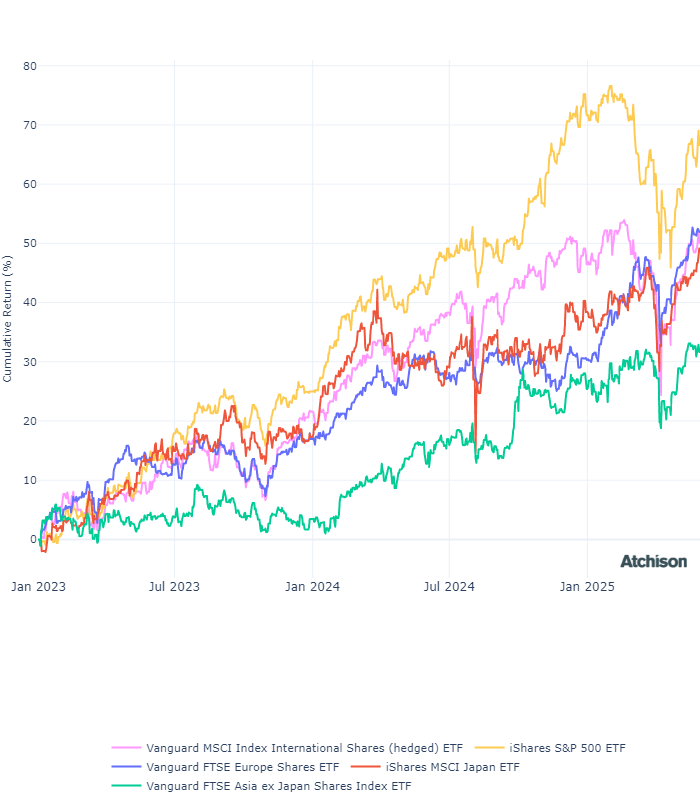 80
70
60
50
40
30
20
10
0
Cumulative Return (%)
Atchison
Jan 2023 Jul 2023 Jan 2024 Jul 2024 Jan 2025
Vanguard MSCI Index International Shares (hedged) ETF iShares S&P 500 ETF
Vanguard FTSE Europe Shares ETF iShares MSCI Japan ETF
Vanguard FTSE Asia ex Japan Shares Index ETF